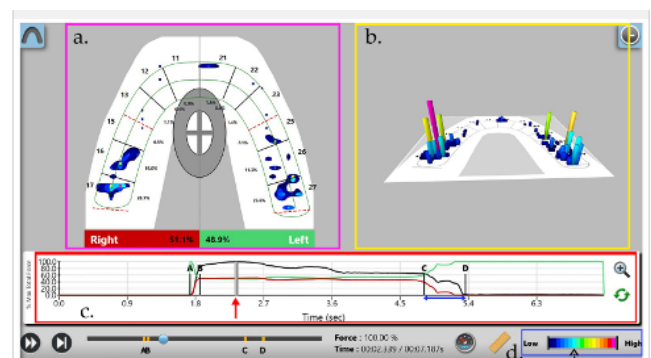 a.
b.
11 21
12 22
13 23
15 25
16 26
17 27
Right 51.1% 48.9% Left
% Max Total Force
100.0
80.0
60.0
40.0
20.0
0.0
A B C D
0.0 0.9 1.8 2.7 3.6 4.5 5.4 6.3
c.
Time (sec)
AB C D
Force : 100.00 %
Time : 00:02.339 / 00:07.187s
d.
Low High